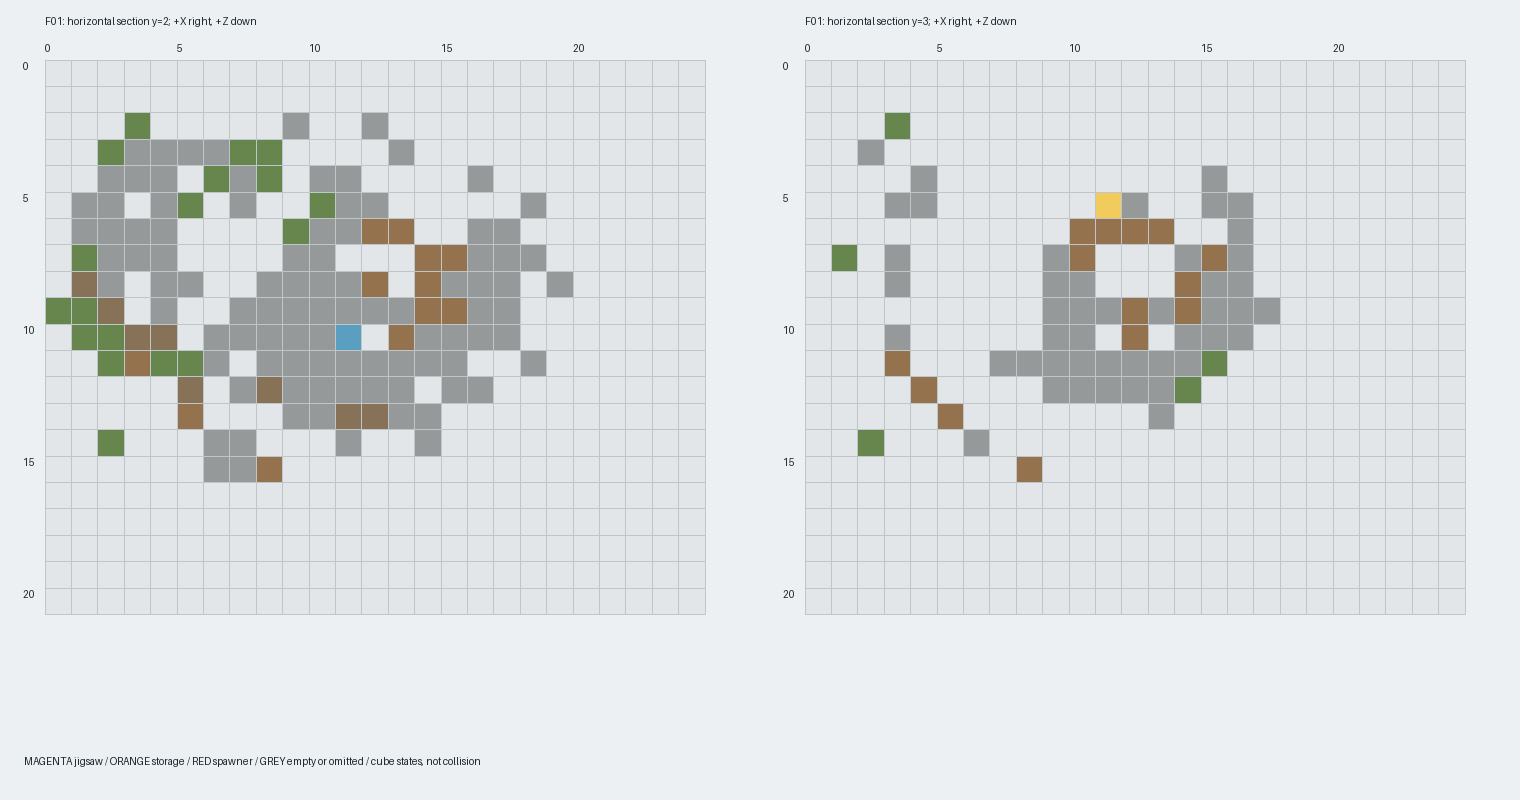 F01: horizontal section y=2; +X right, +Z down
F01: horizontal section y=3; +X right, +Z down
0 5 10 15 20
0 5 10 15 20
0
5
10
15
20
0
5
10
15
20
MAGENTA jigsaw / ORANGE storage / RED spawner / GREY empty or omitted / cube states, not collision